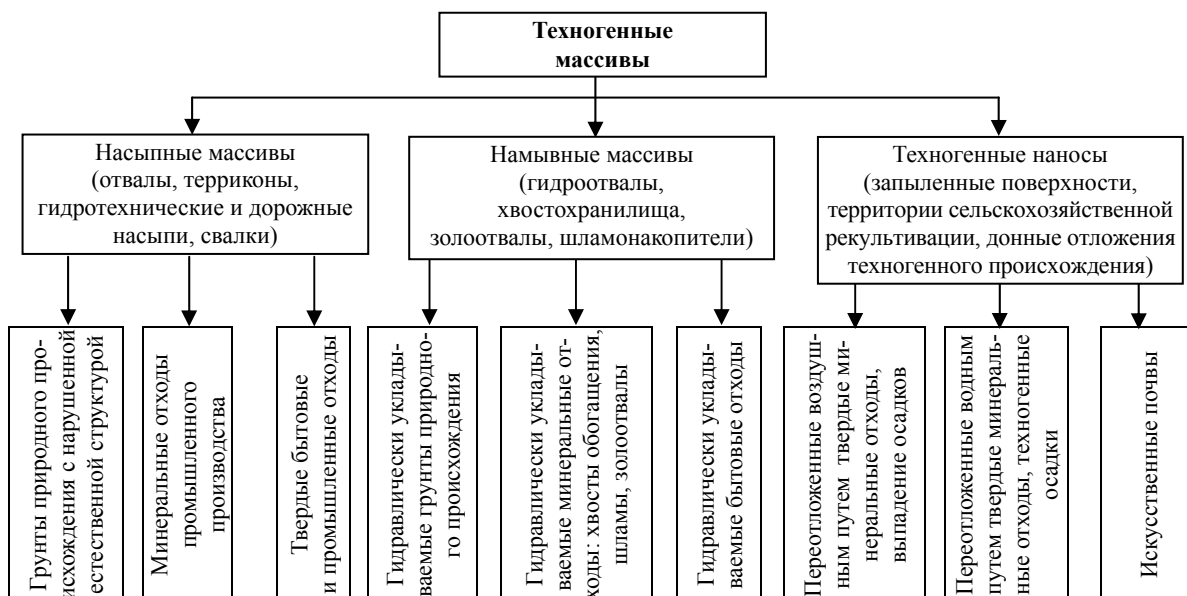 Техногенные
массивы
Насыпные массивы
(отвалы, терриконы,
гидротехнические и дорожные
насыпи, свалки)
Намывные массивы
(гидроотвалы,
хвостохранилища,
золоотвалы, шламонакопители)
Техногенные наносы
(запыленные поверхности,
территории сельскохозяйственной
рекультивации, донные отложения
техногенного происхождения)
Грунты природного про-
исхождения с нарушенной
естественной структурой
Минеральные отходы
промышленного
производства
Твердые бытовые
и промышленные отходы
Гидравлически уклады-
ваемые грунты природно-
го происхождения
Гидравлически уклады-
ваемые минеральные от-
ходы: хвосты обогащения,
шламы, золоотвалы
Гидравлически уклады-
ваемые бытовые отходы
Переотложенные воздуш-
ным путем твердые ми-
неральные отходы,
выпадение осадков
Переотложенные водным
путем твердые минераль-
ные отходы, техногенные
осадки
Искусственные почвы